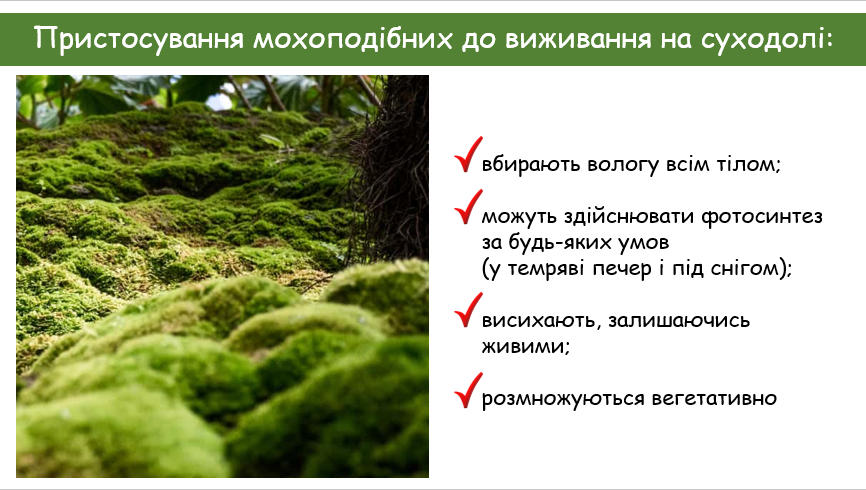 Пристосування мохоподібних до виживання на суходолі:
вбирають вологу всім тілом;
можуть здійснювати фотосинтез
за будь-яких умов
(у темряві печер і під снігом);
висихають, залишаючись
живими;
розмножуються вегетативно